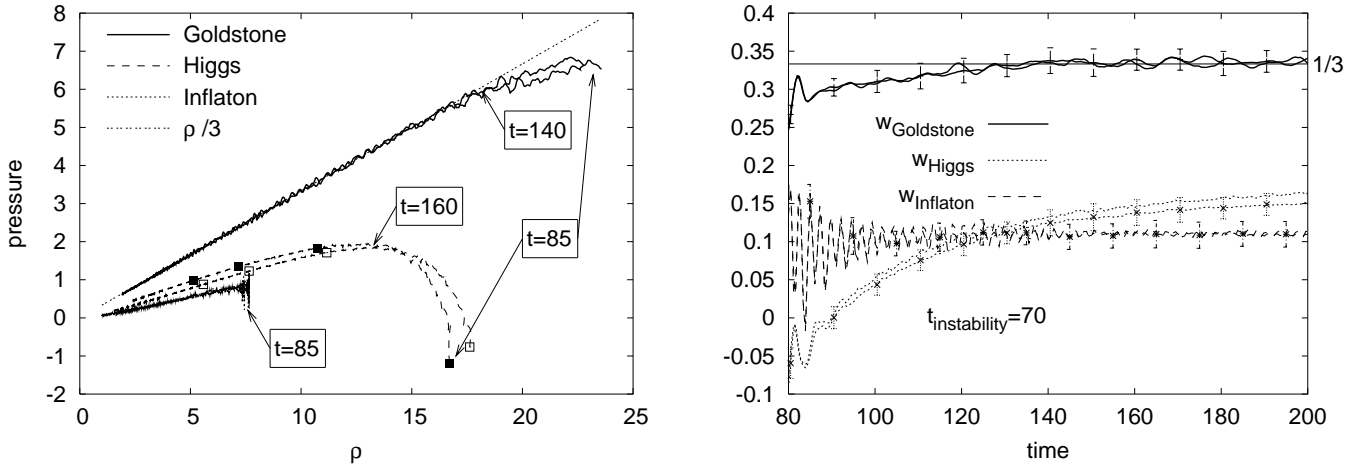 8
7
6
5
4
3
2
1
0
-1
-2
pressure
Goldstone
Higgs
Inflaton
ρ /3
t=140
t=160
t=85
t=85
0 5 10 15 20 25
ρ
0.4
0.35
0.3
0.25
0.2
0.15
0.1
0.05
0
-0.05
-0.1
1/3
wGoldstone
wHiggs
wInflaton
tinstability=70
80 100 120 140 160 180 200
time